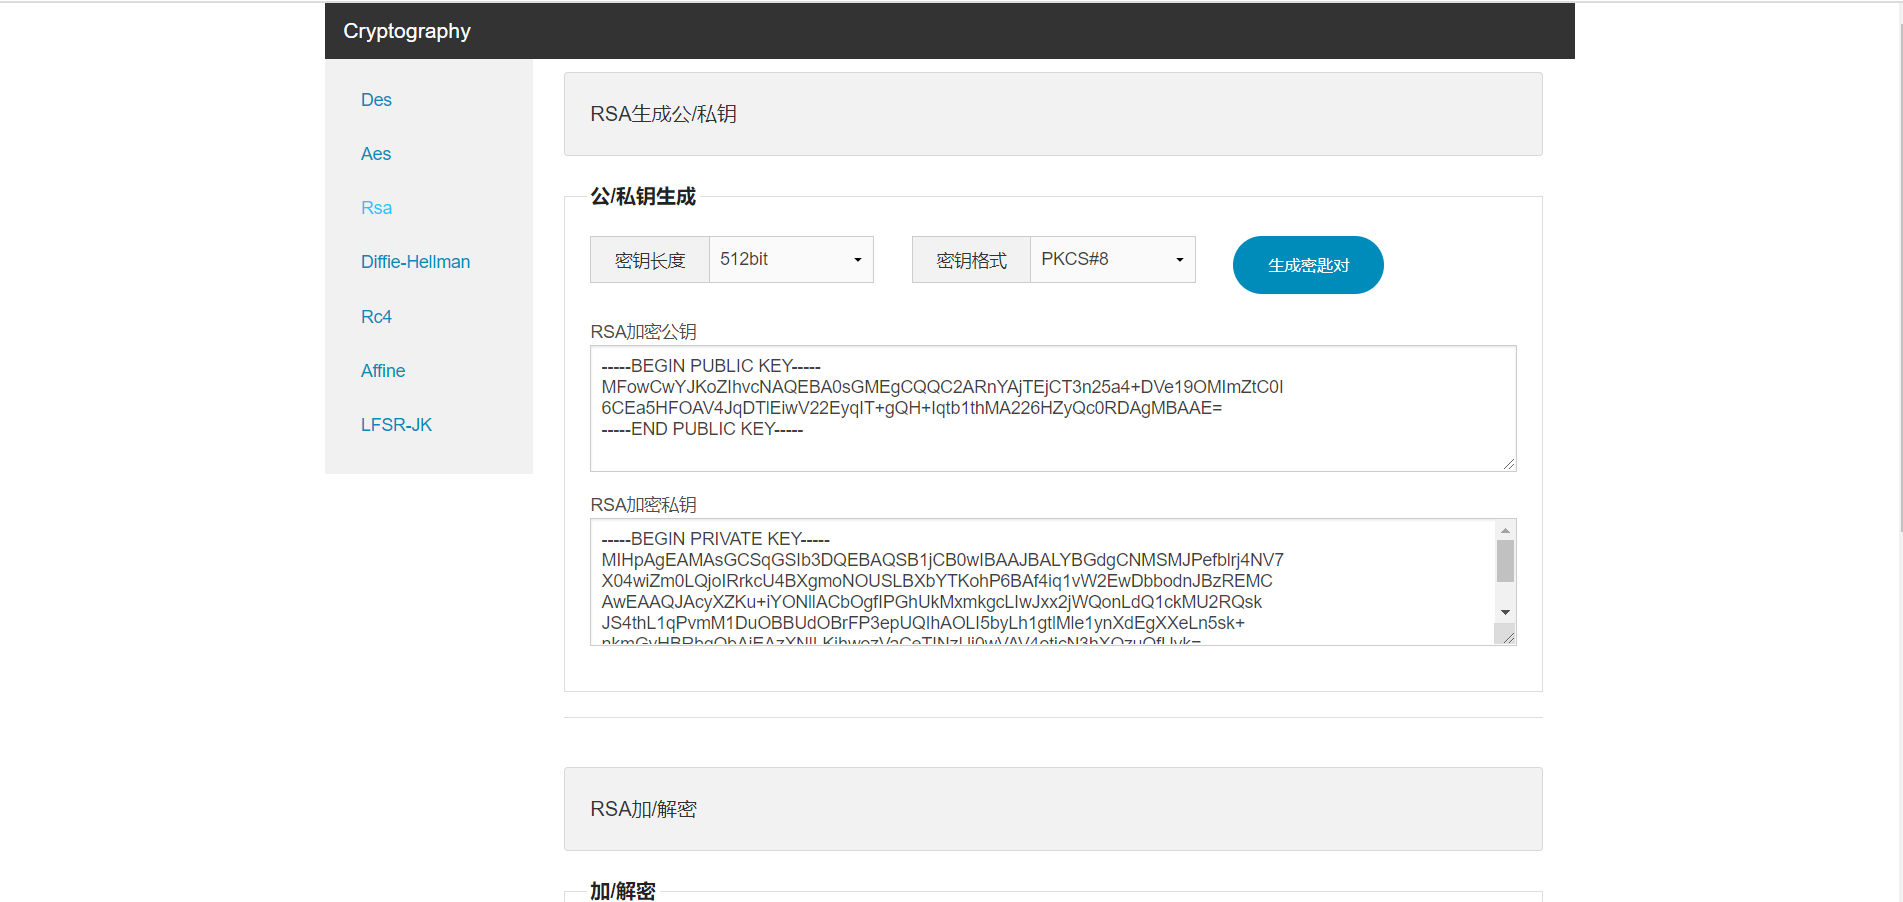 Cryptography
Des
Aes
Rsa
Diffie-Hellman
Rc4
Affine
LFSR-JK
RSA生成公/私钥
公/私钥生成
密钥长度 512bit 密钥格式 PKCS#8 生成密匙对
RSA加密公钥
-----BEGIN PUBLIC KEY-----
MFowCwYJKoZIhvcNAQEBA0sGMEgCQQC2ARnYAjTEjCT3n25a4+DVe19OMImZtC0I
6CEa5HFOAV4JqDTlEiwV22EyqIT+gQH+Iqtb1thMA226HZyQc0RDAgMBAAE=
-----END PUBLIC KEY-----
RSA加密私钥
-----BEGIN PRIVATE KEY-----
MIHpAgEAMAsGCSqGSIb3DQEBAQSB1jCB0wIBAAJBALYBGdgCNMSMJPefblrj4NV7
X04wiZm0LQjoIRrkcU4BXgmoNOUSLBXbYTKohP6BAf4iq1vW2EwDbbodnJBzREMC
AwEAAQJAcyXZKu+iYONllACbOgfIPGhUkMxmkgcLIwJxx2jWQonLdQ1ckMU2RQsk
JS4thL1qPvmM1DuOBBUdOBrFP3epUQIhAOLI5byLh1gtlMle1ynXdEgXXeLn5sk+
RSA加/解密
加/解密